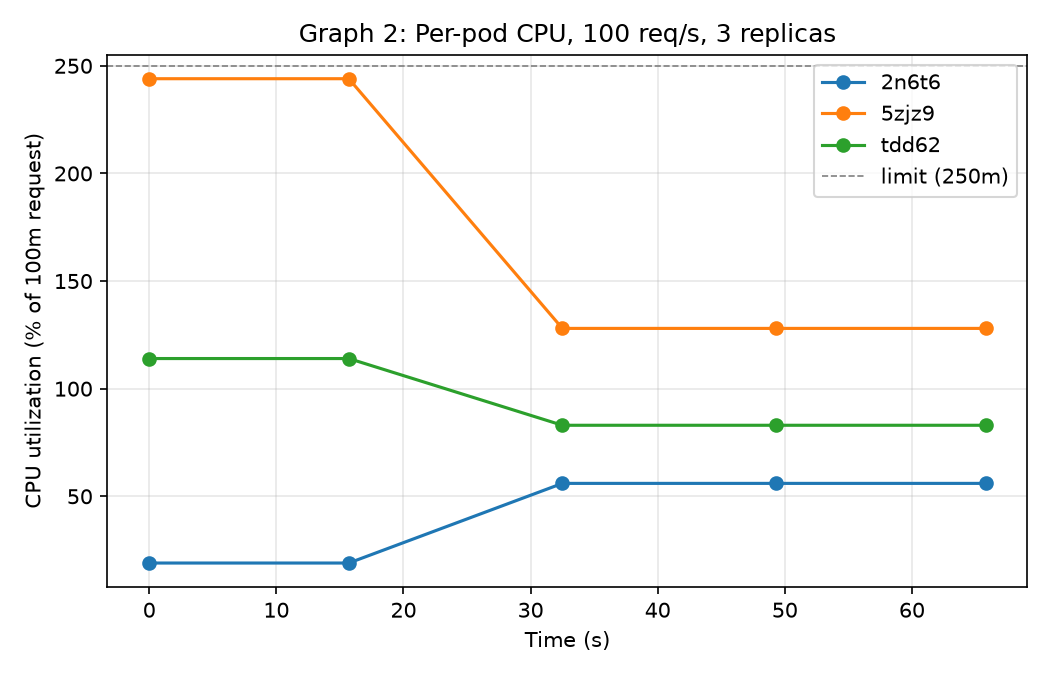 Graph 2: Per-pod CPU, 100 req/s, 3 replicas
CPU utilization (% of 100m request)
250
200
150
100
50
2n6t6
5zjz9
tdd62
limit (250m)
0 10 20 30 40 50 60
Time (s)